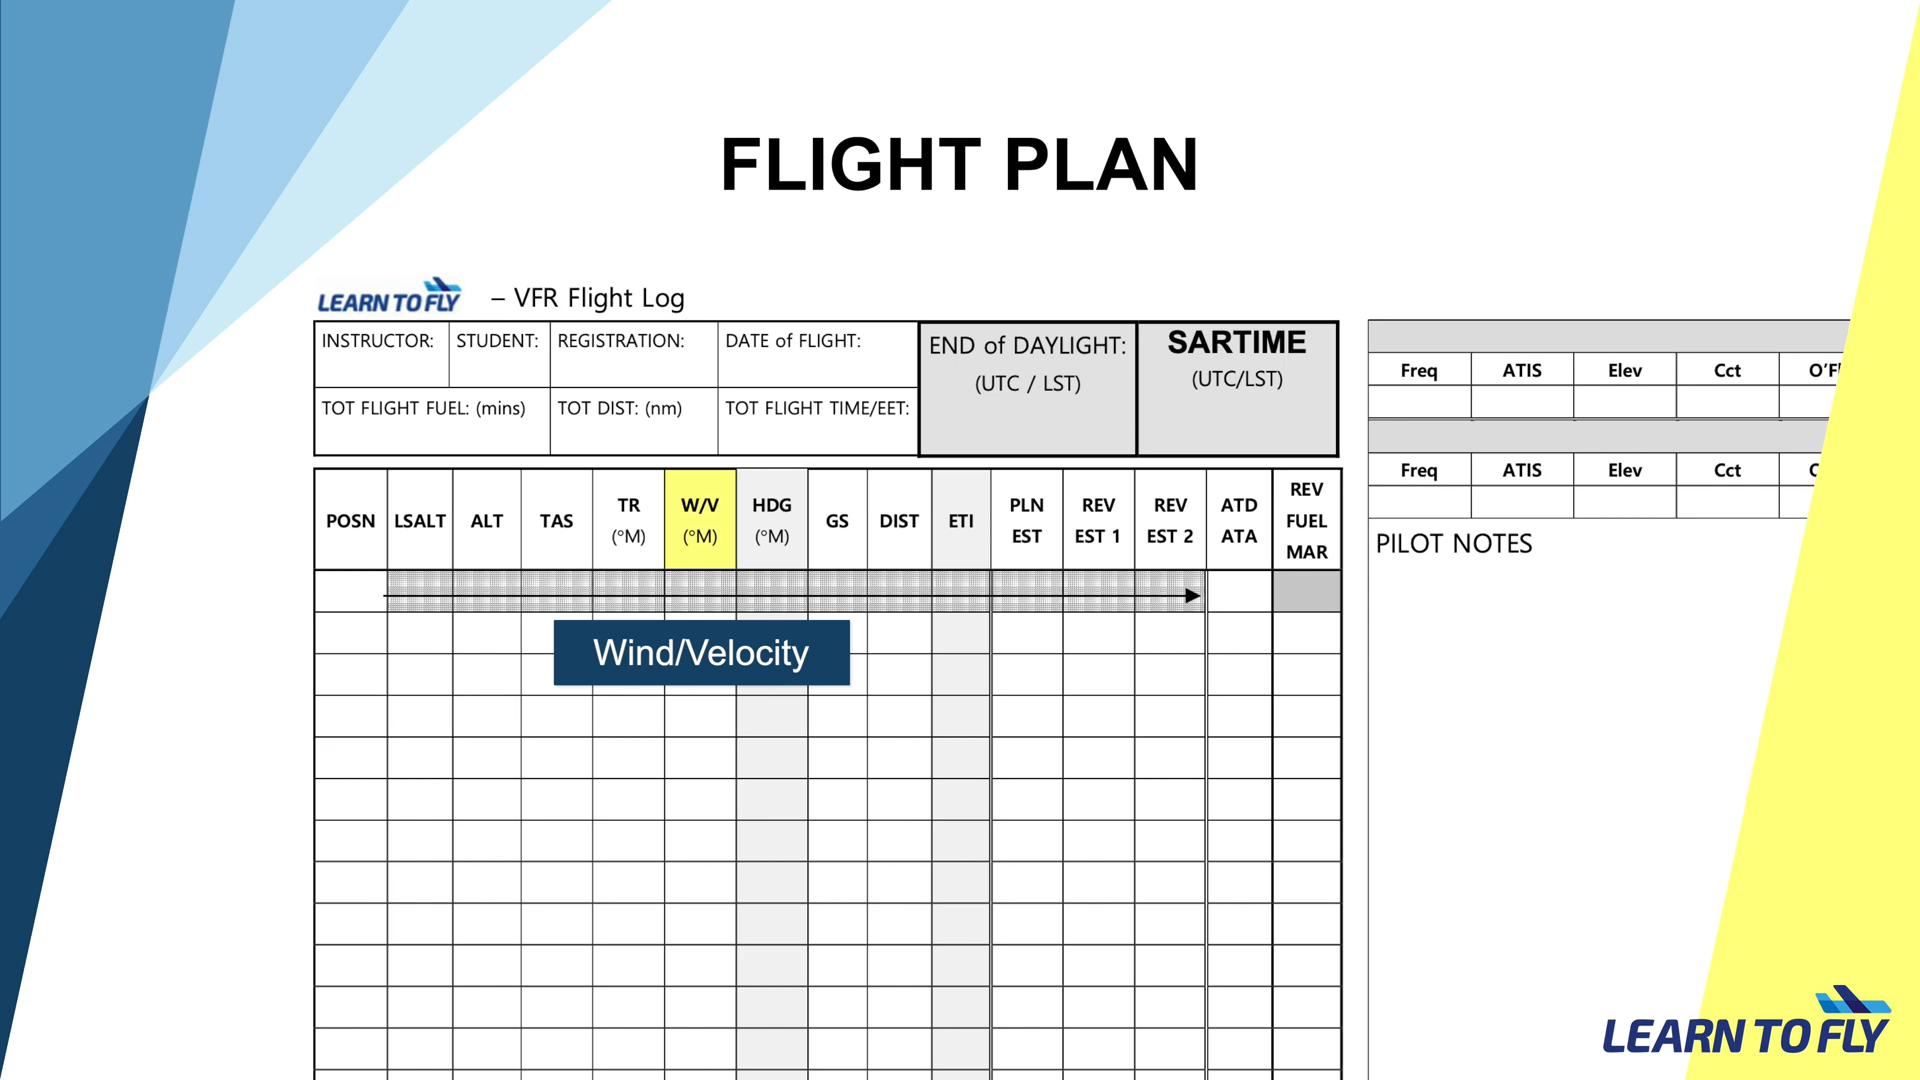 FLIGHT PLAN
LEARN TO FLY – VFR Flight Log
INSTRUCTOR: STUDENT: REGISTRATION: DATE of FLIGHT:
END of DAYLIGHT:
(UTC / LST)
SARTIME
(UTC/LST)
TOT FLIGHT FUEL: (mins) TOT DIST: (nm) TOT FLIGHT TIME/EET:
POSN LSALT ALT TAS TR (°M) W/V (°M) HDG (°M) GS DIST ETI PLN EST REV EST 1 REV EST 2 ATD ATA REV FUEL MAR
Wind/Velocity
Freq ATIS Elev Cct
Freq ATIS Elev Cct
PILOT NOTES
LEARN TO FLY